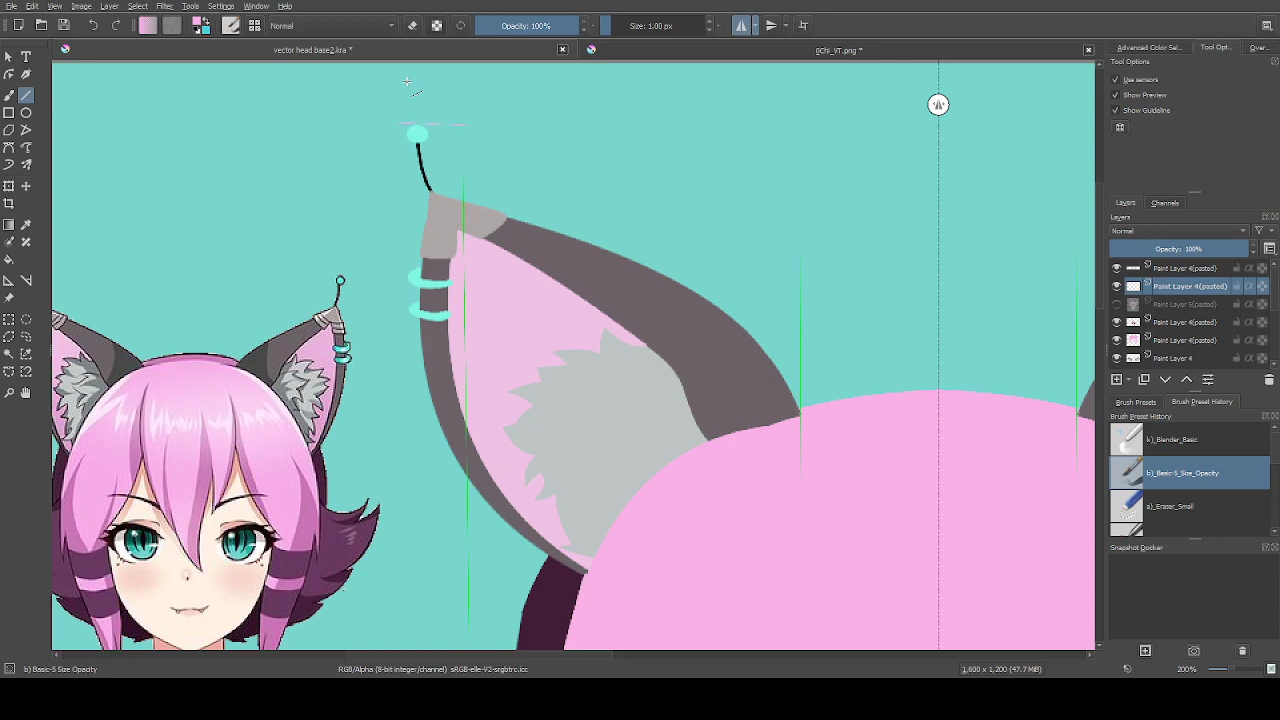 File Edit View Image Layer Select Filter Tools Settings Window Help
Normal Opacity: 100% Size: 1.00 px
vector head base2.kra * 0Chi_VT.png *
Advanced Color Sel... Tool Opt... Over...
Tool Options
Use sensors
Show Preview
Show Guideline
Layers Channels
Layers
Normal
Opacity: 100%
Paint Layer 4(pasted)
Paint Layer 4(pasted)
Paint Layer 5(pasted)
Paint Layer 4(pasted)
Paint Layer 4(pasted)
Paint Layer 4
Brush Presets Brush Preset History
Brush Preset History
k)_Blender_Basic
b)_Basic-5_Size_Opacity
a)_Eraser_Small
Snapshot Docker
b) Basic-5 Size Opacity RGB/Alpha (8-bit integer/channel) sRGB-elle-V2-srgbtrc.icc 1,600 x 1,200 (47.7 MiB) 200%